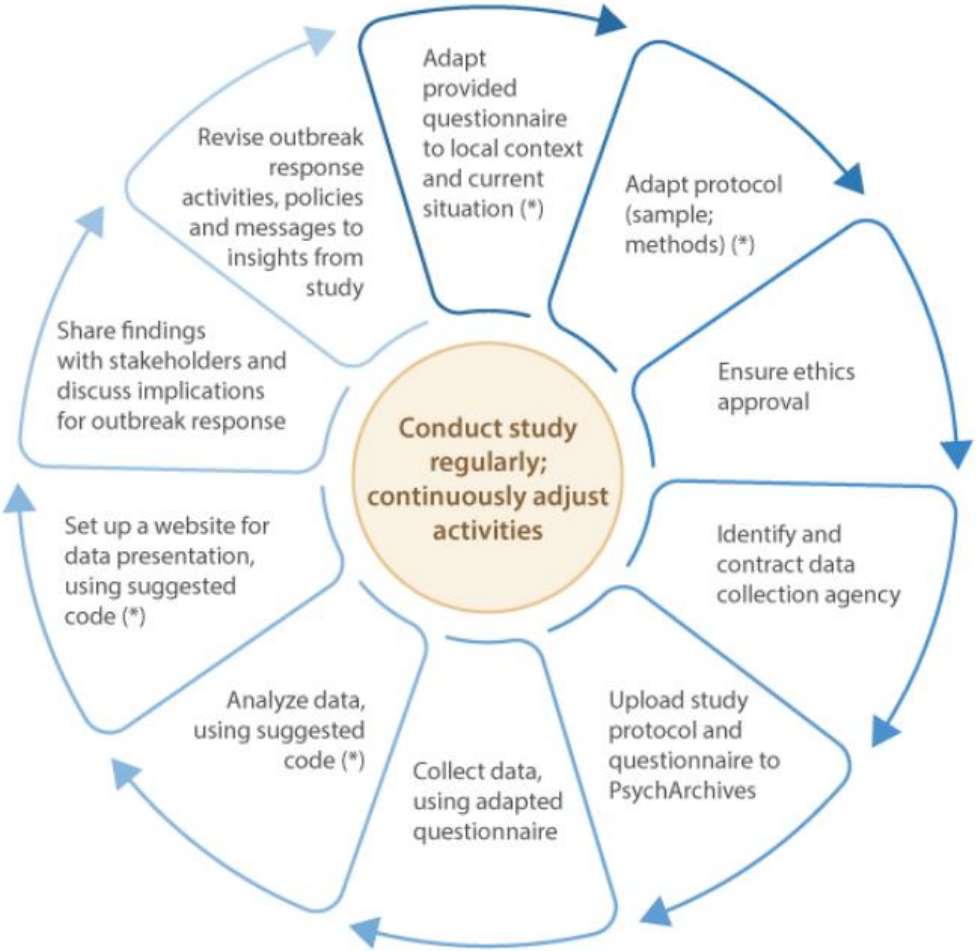 Adapt
provided
questionnaire
to local context
and current
situation (*)
Adapt protocol
(sample;
methods) (*)
Ensure ethics
approval
Identify and
contract data
collection agency
Upload study
protocol and
questionnaire to
PsychArchives
Collect data,
using adapted
questionnaire
Analyze data,
using suggested
code (*)
Set up a website for
data presentation,
using suggested
code (*)
Share findings
with stakeholders and
discuss implications
for outbreak response
Revise outbreak
response
activities, policies
and messages to
insights from
study
Conduct study
regularly;
continuously adjust
activities